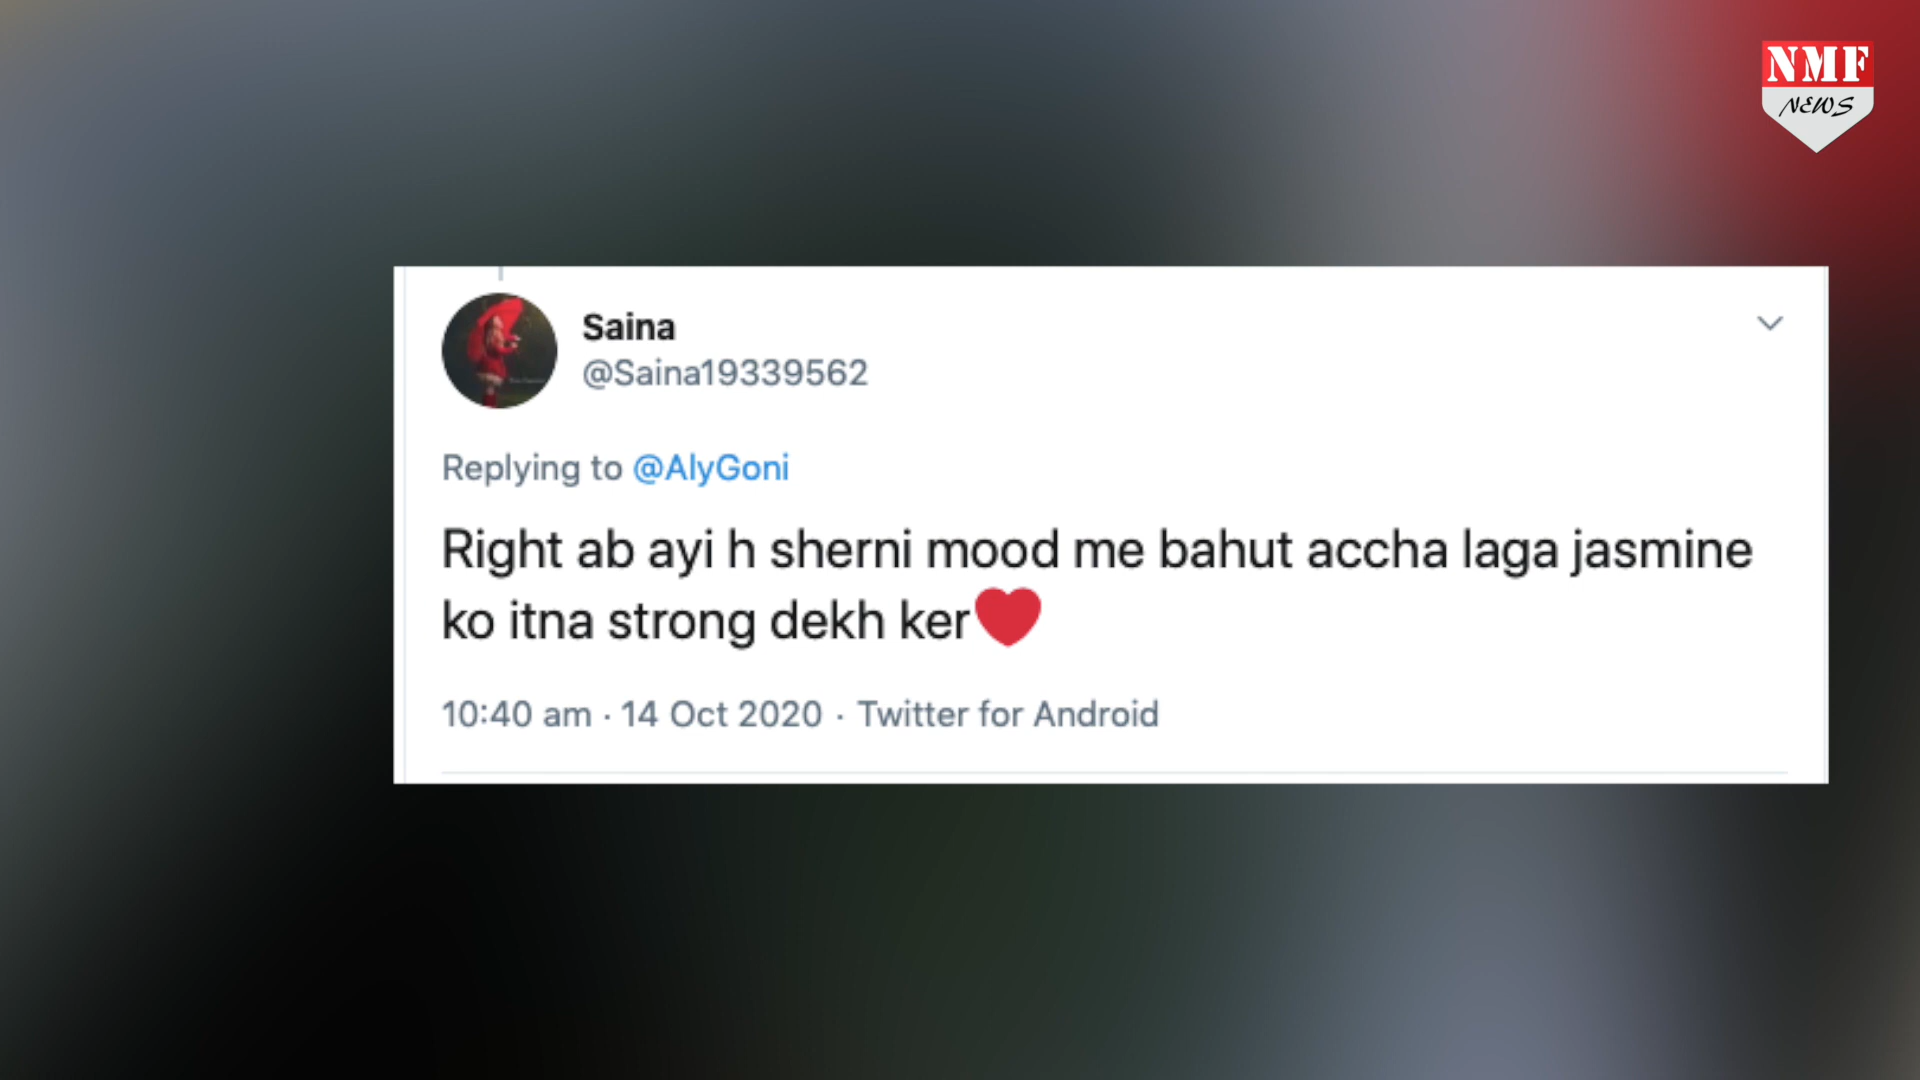 NMF
NEWS
Saina
@Saina19339562
Replying to @AlyGoni
Right ab ayi h sherni mood me bahut accha laga jasmine
ko itna strong dekh ker❤️
10:40 am · 14 Oct 2020 · Twitter for Android